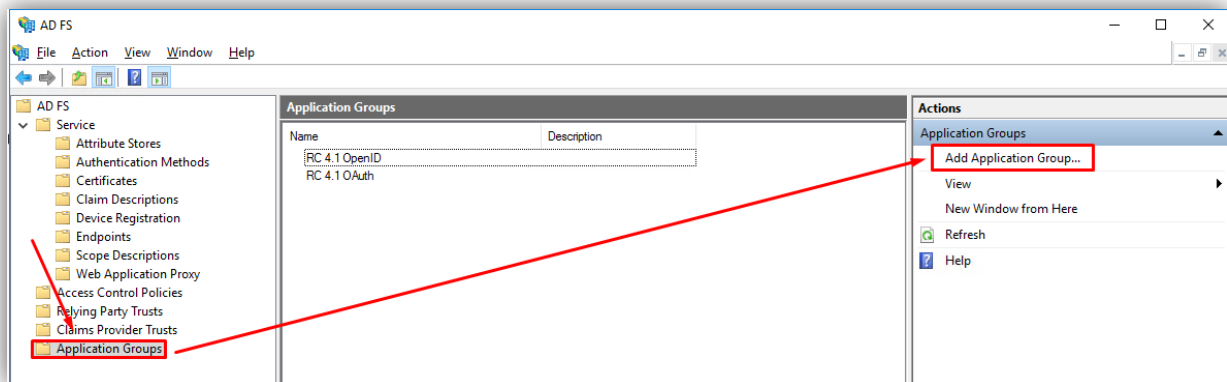 AD FS
File Action View Window Help
AD FS
Service
Attribute Stores
Authentication Methods
Certificates
Claim Descriptions
Device Registration
Endpoints
Scope Descriptions
Web Application Proxy
Access Control Policies
Relying Party Trusts
Claims Provider Trusts
Application Groups
Application Groups
Name Description
RC 4.1 OpenID
RC 4.1 OAuth
Actions
Application Groups
Add Application Group...
View
New Window from Here
Refresh
Help